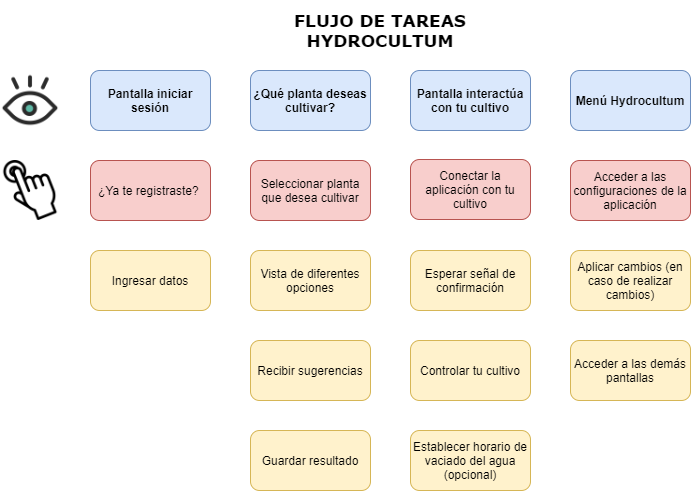 FLUJO DE TAREAS
HYDROCULTUM
Pantalla iniciar
sesión
¿Qué planta deseas
cultivar?
Pantalla interactúa
con tu cultivo
Menú Hydrocultum
¿Ya te registraste?
Seleccionar planta
que desea cultivar
Conectar la
aplicación con tu
cultivo
Acceder a las
configuraciones de la
aplicación
Ingresar datos
Vista de diferentes
opciones
Esperar señal de
confirmación
Aplicar cambios (en
caso de realizar
cambios)
Recibir sugerencias
Controlar tu cultivo
Acceder a las demás
pantallas
Guardar resultado
Establecer horario de
vaciado del agua
(opcional)